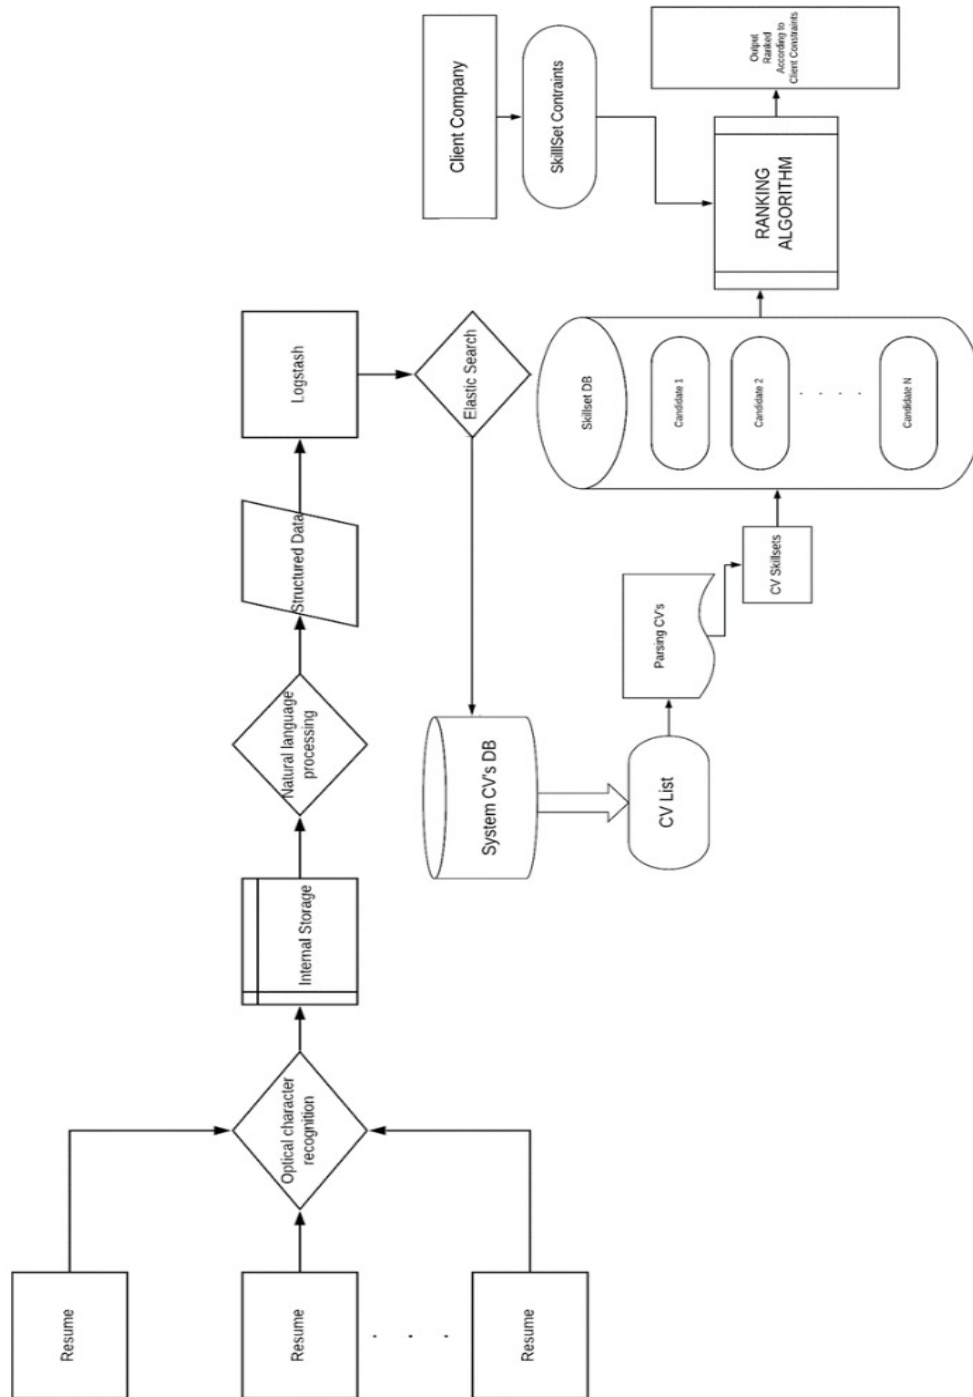 Resume
Resume
. . . .
Resume
Optical character
recognition
Internal Storage
Natural language
processing
Structured Data
Logstash
Elastic Search
System CV's DB
CV List
Parsing CV's
CV Skillsets
Skillset DB
Candidate 1
Candidate 2
. . . .
Candidate N
Client Company
SkillSet Contraints
RANKING
ALGORITHM
Output
Ranked
According to
Client Constraints